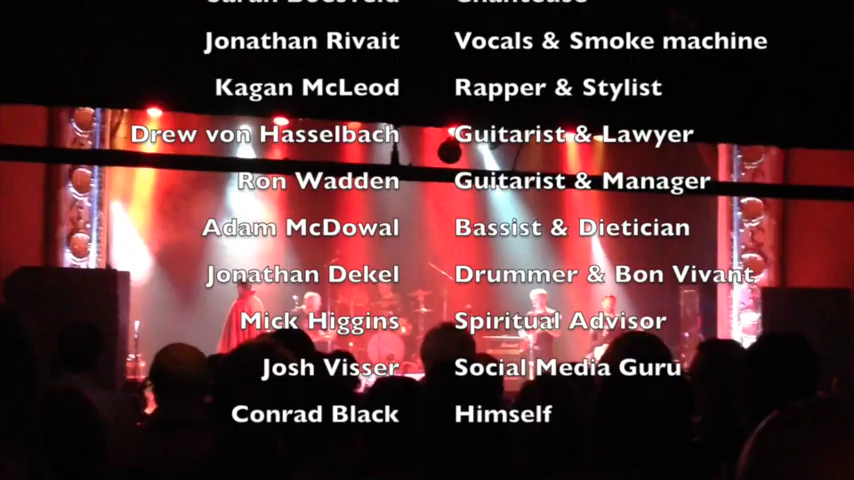 Jonathan Rivait Vocals & Smoke machine
Kagan McLeod Rapper & Stylist
Drew von Hasselbach Guitarist & Lawyer
Ron Wadden Guitarist & Manager
Adam McDowal Bassist & Dietician
Jonathan Dekel Drummer & Bon Vivant
Mick Higgins Spiritual Advisor
Josh Visser Social Media Guru
Conrad Black Himself